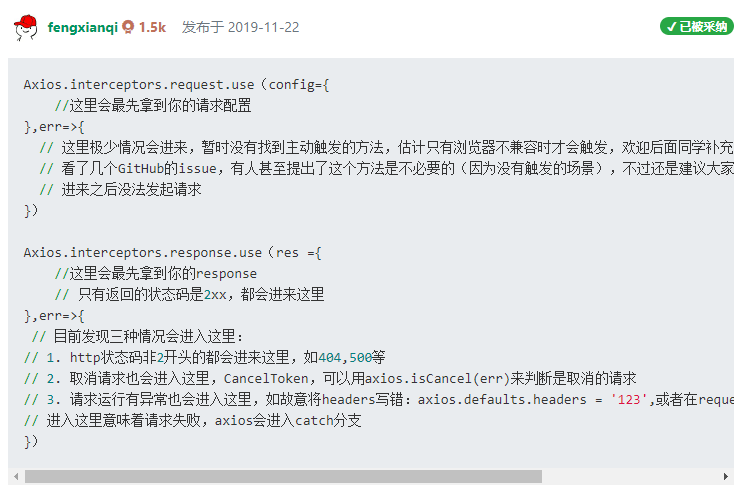 fengxianqi 1.5k 发布于 2019-11-22 ✓已被采纳
Axios.interceptors.request.use（config={
//这里会最先拿到你的请求配置
},err=>{
// 这里极少情况会进来，暂时没有找到主动触发的方法，估计只有浏览器不兼容时才会触发，欢迎后面同学补充
// 看了几个GitHub的issue，有人甚至提出了这个方法是不必要的（因为没有触发的场景），不过还是建议大家
// 进来之后没法发起请求
})
Axios.interceptors.response.use（res ={
//这里会最先拿到你的response
// 只有返回的状态码是2xx，都会进来这里
},err=>{
// 目前发现三种情况会进入这里：
// 1. http状态码非2开头的都会进来这里，如404,500等
// 2. 取消请求也会进入这里，CancelToken，可以用axios.isCancel(err)来判断是取消的请求
// 3. 请求运行有异常也会进入这里，如故意将headers写错：axios.defaults.headers = '123',或者在reque
// 进入这里意味着请求失败，axios会进入catch分支
})